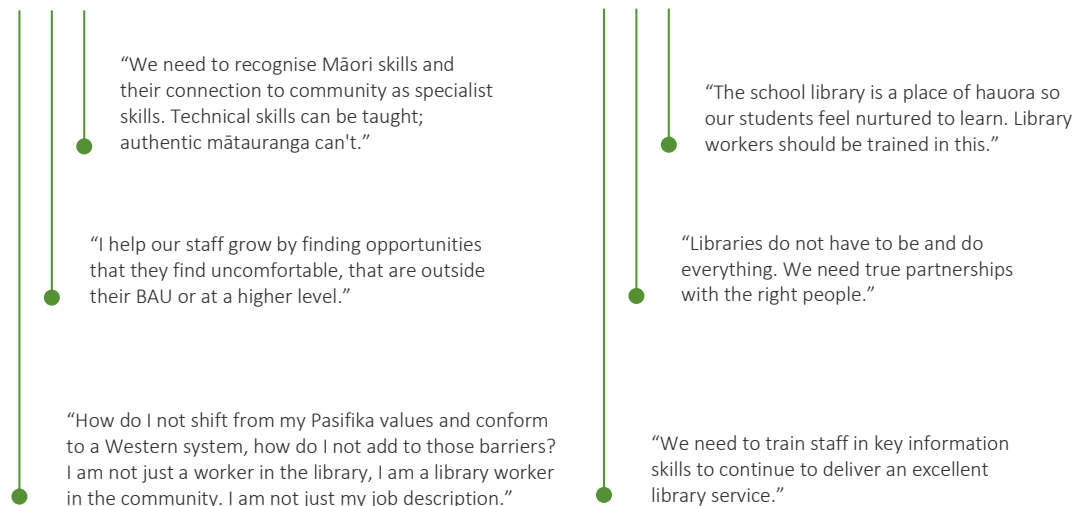 “We need to recognise Māori skills and
their connection to community as specialist
skills. Technical skills can be taught;
authentic mātauranga can't.”
“I help our staff grow by finding opportunities
that they find uncomfortable, that are outside
their BAU or at a higher level.”
“How do I not shift from my Pasifika values and conform
to a Western system, how do I not add to those barriers?
I am not just a worker in the library, I am a library worker
in the community. I am not just my job description.”
“The school library is a place of hauora so
our students feel nurtured to learn. Library
workers should be trained in this.”
“Libraries do not have to be and do
everything. We need true partnerships
with the right people.”
“We need to train staff in key information
skills to continue to deliver an excellent
library service.”